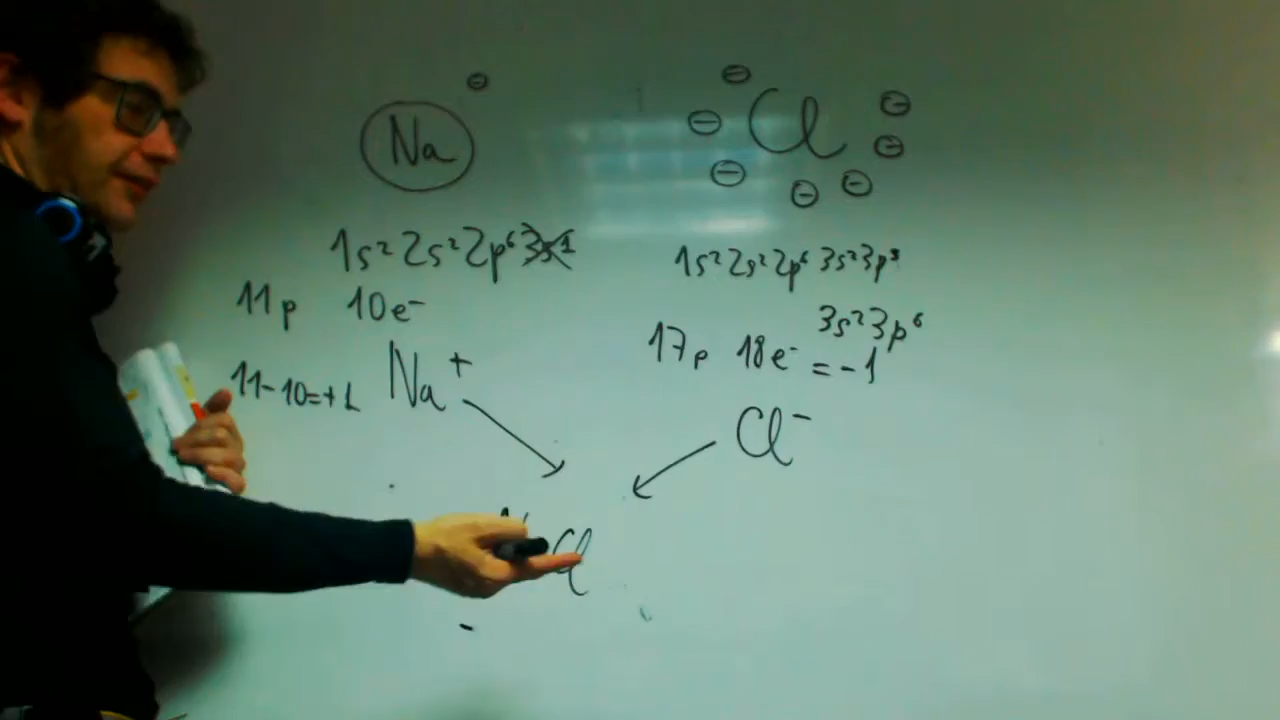 Na ⊖ ⊖ ⊖ ⊖ ⊖ ⊖ ⊖ ⊖ Cl
1s² 2s² 2p⁶ 3s¹
1s² 2s² 2p⁶ 3s² 3p⁵
11p 10e⁻
3s² 3p⁶
17p 18e⁻ = -1
11-10=+1 Na⁺
Cl⁻
Cl